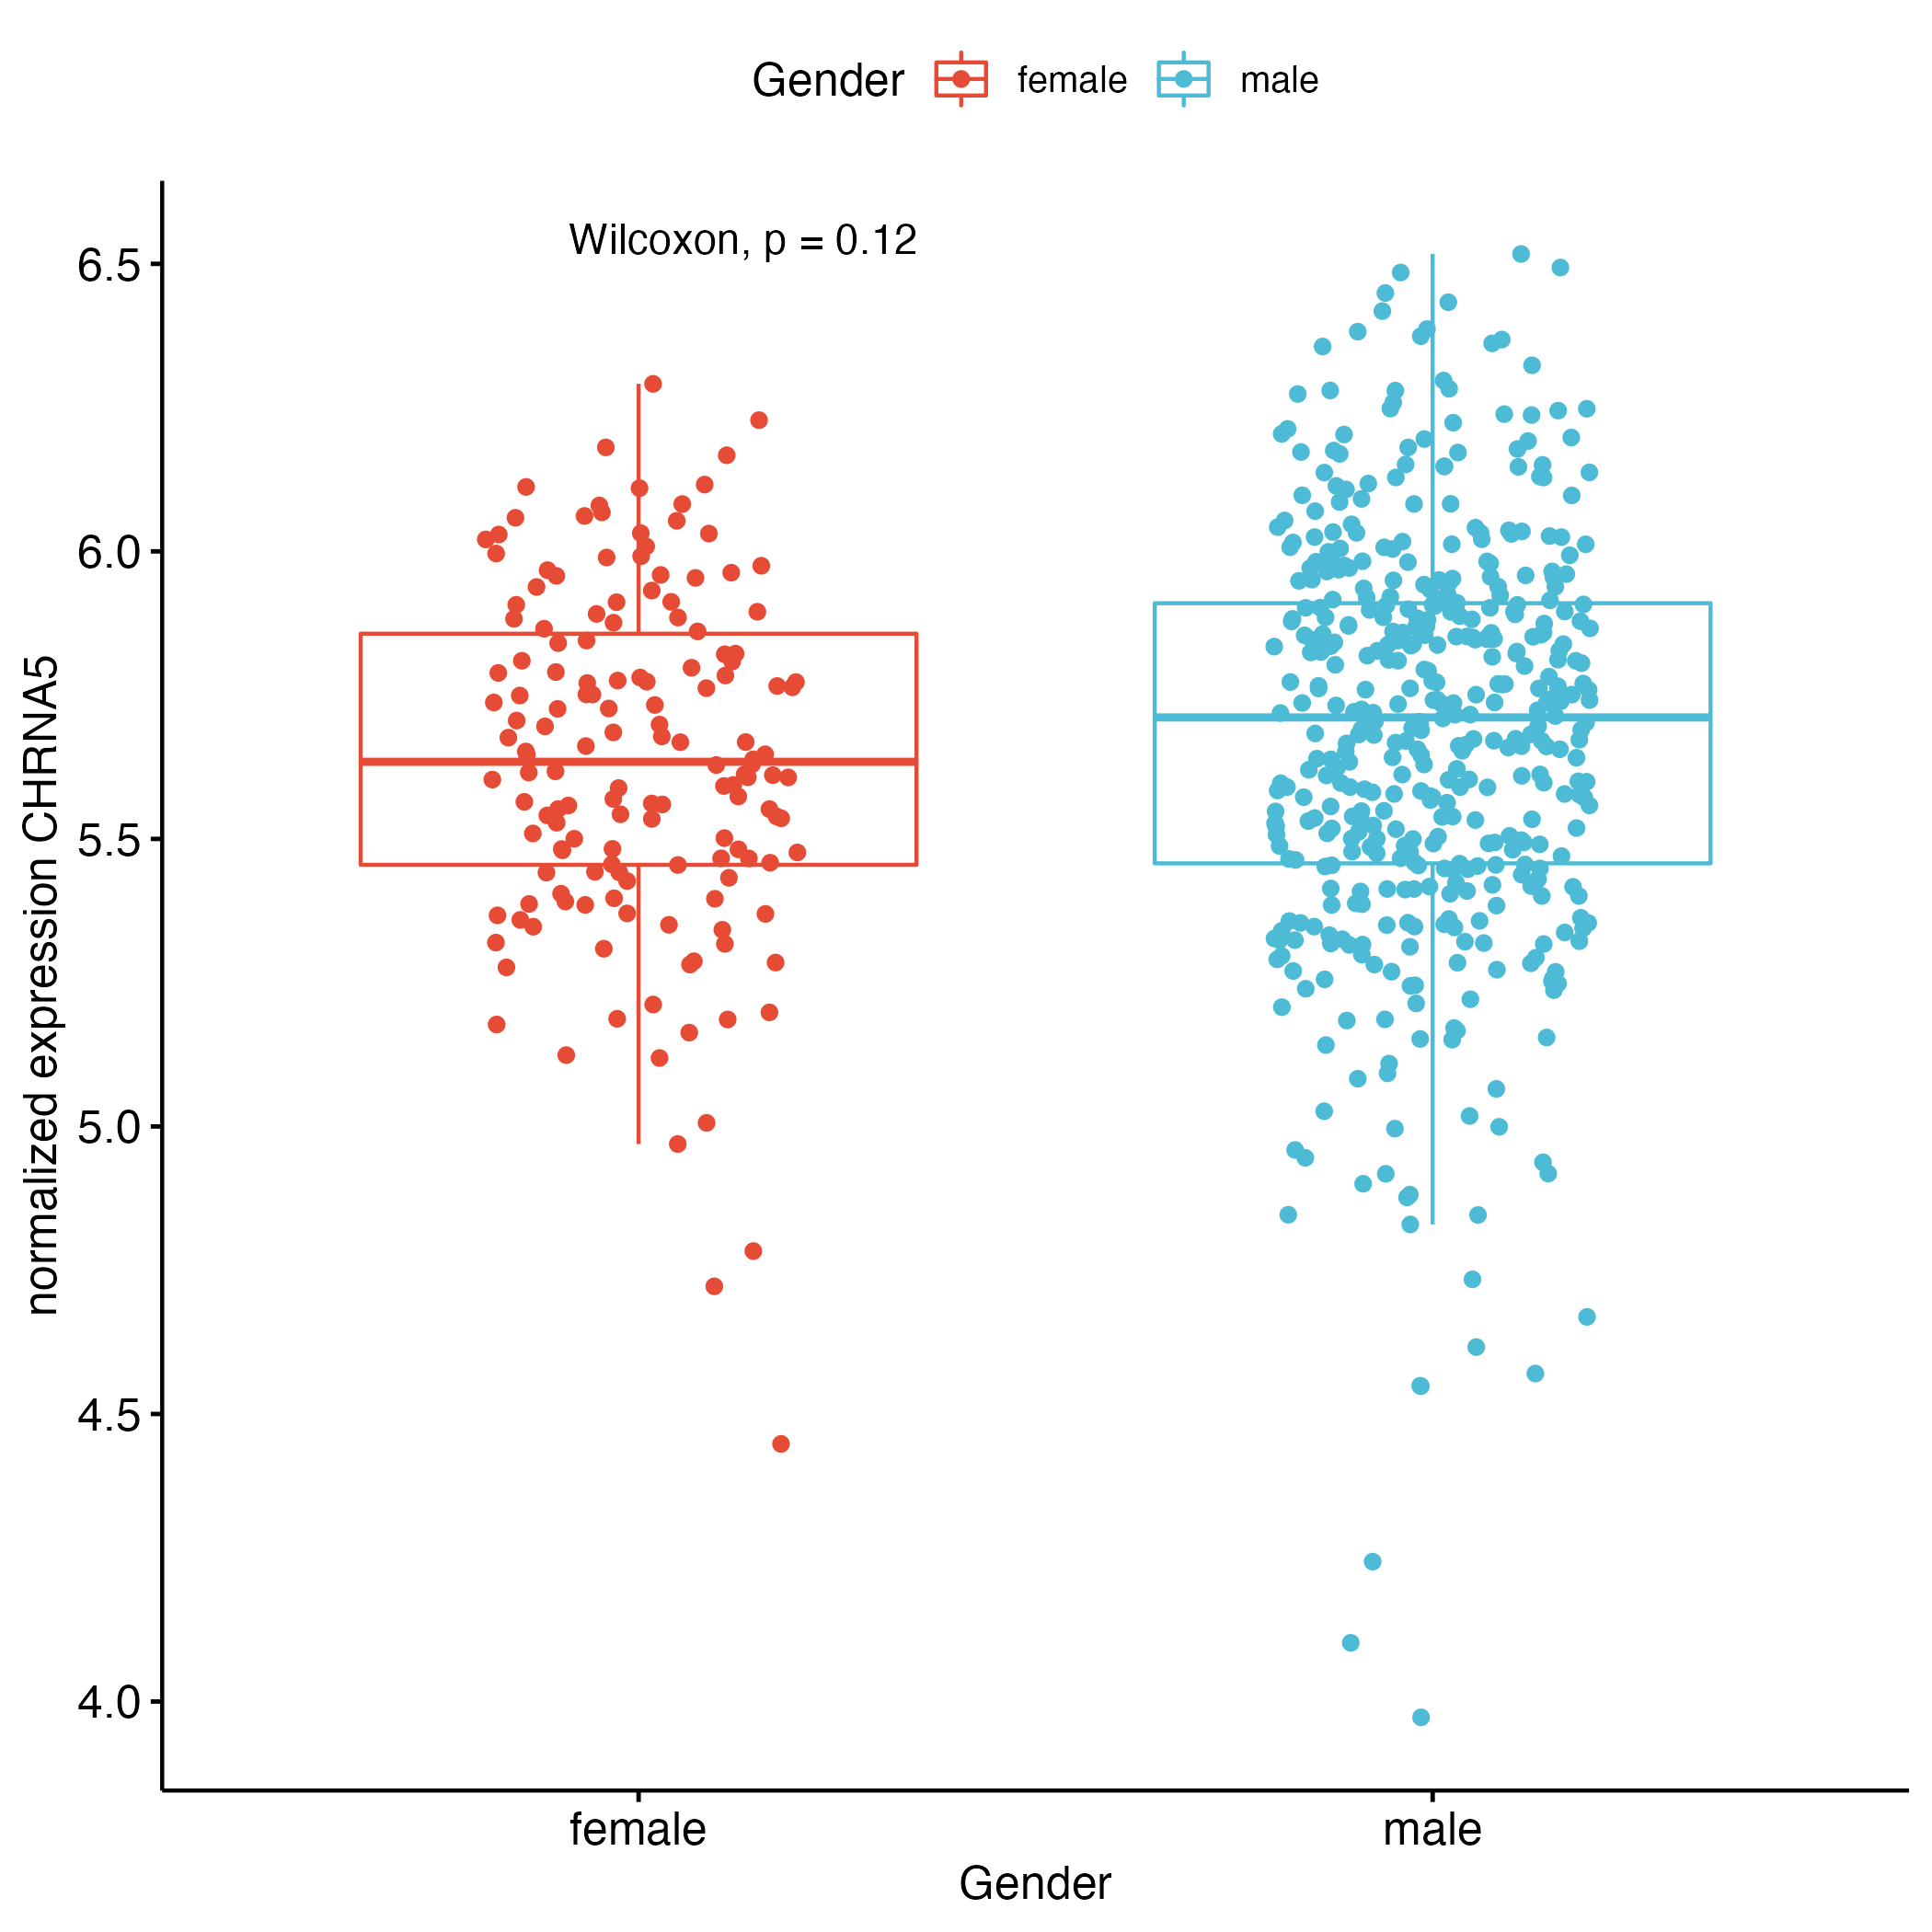 Gender female male
Wilcoxon, p = 0.12
normalized expression CHRNA5
6.5
6.0
5.5
5.0
4.5
4.0
female male
Gender